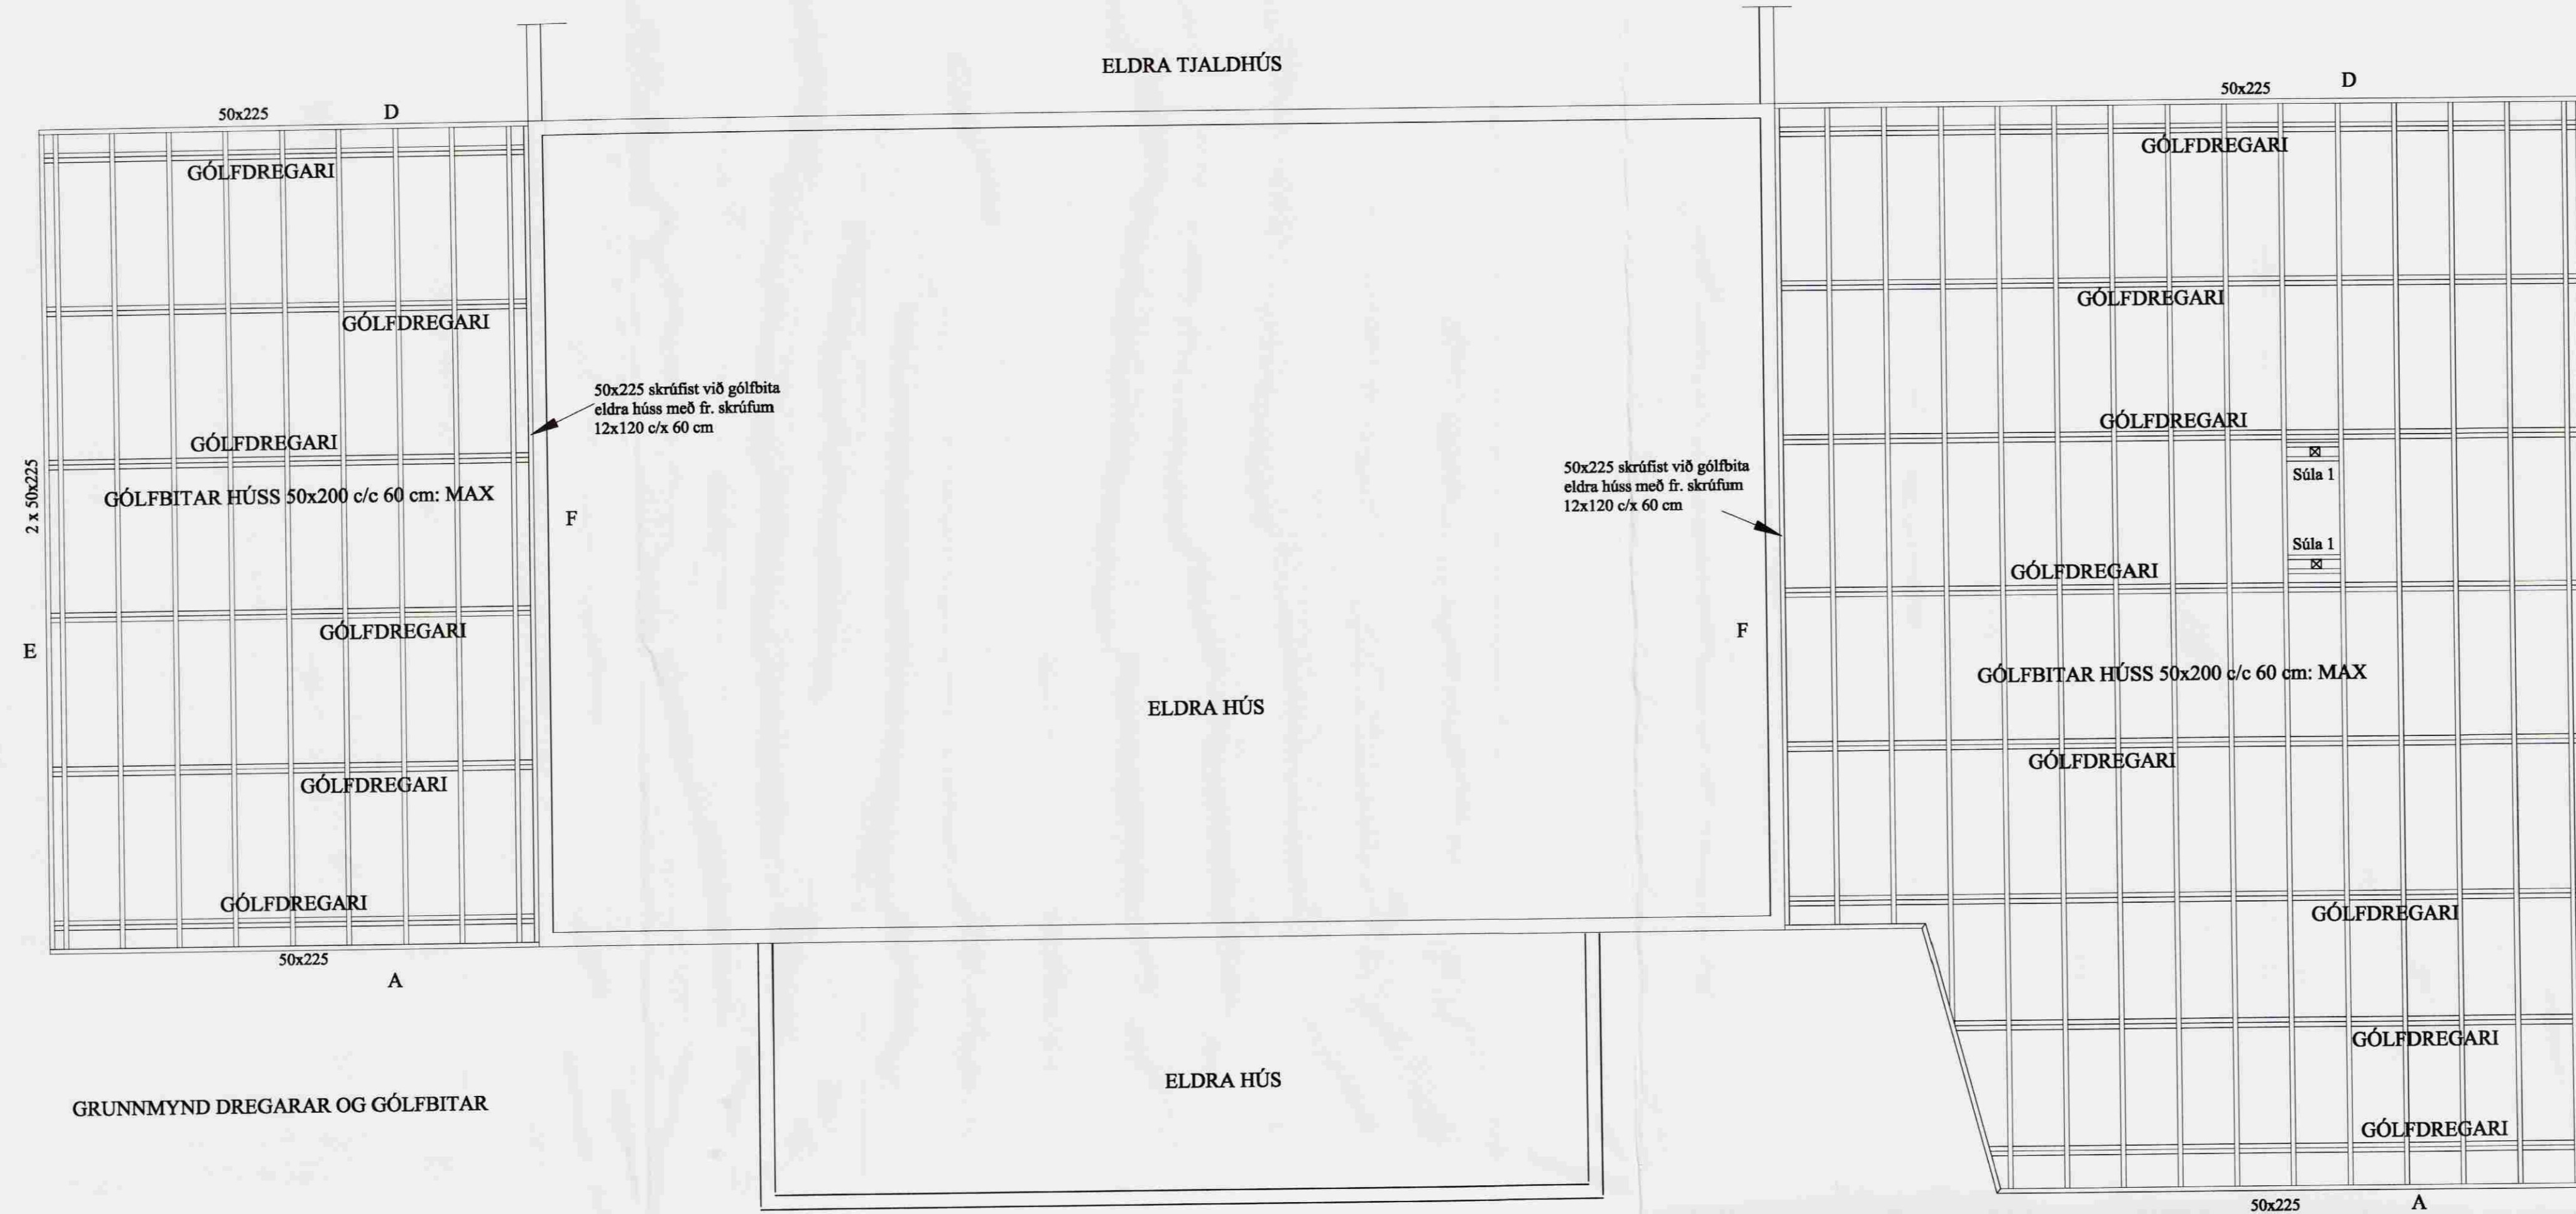 ELDRA TJALDHÚS
50x225
D
50x225
D
GÓLFDREGARI
GÓLFDREGARI
GÓLFDREGARI
GÓLFDREGARI
50x225 skrúfist við gólfbita
eldra húss með fr. skrúfum
12x120 c/x 60 cm
GÓLFDREGARI
GÓLFDREGARI
2 x 50x225
GÓLFBITAR HÚSS 50x200 c/c 60 cm: MAX
F
50x225 skrúfist við gólfbita
eldra húss með fr. skrúfum
12x120 c/x 60 cm
Súla 1
Súla 1
GÓLFDREGARI
E
GÓLFDREGARI
F
GÓLFBITAR HÚSS 50x200 c/c 60 cm: MAX
ELDRA HÚS
GÓLFDREGARI
GÓLFDREGARI
GÓLFDREGARI
GÓLFDREGARI
50x225
A
GÓLFDREGARI
ELDRA HÚS
GRUNNMYND DREGARAR OG GÓLFBITAR
GÓLFDREGARI
50x225
A